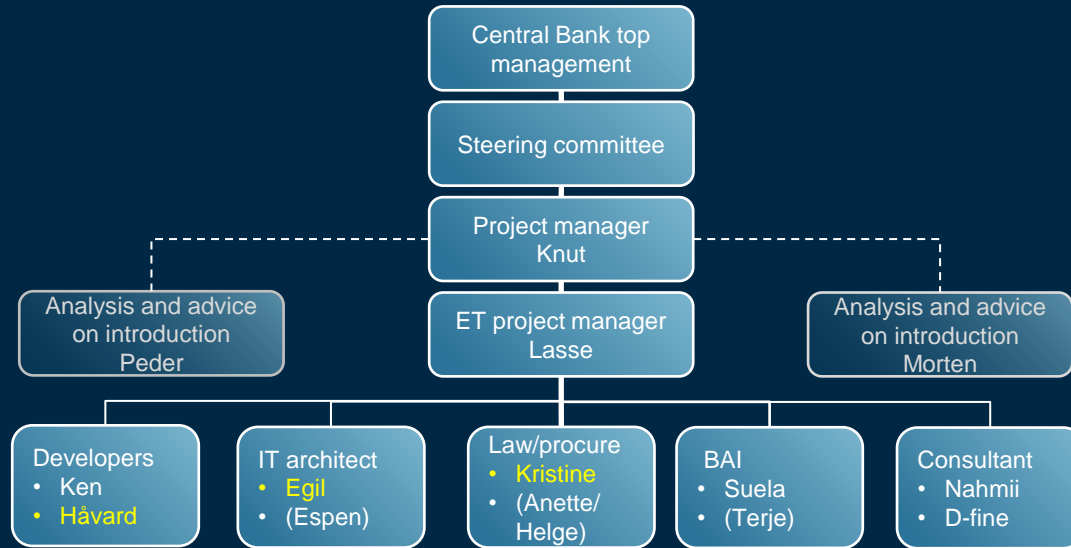 Central Bank top
management
Steering committee
Project manager
Knut
Analysis and advice
on introduction
Peder
ET project manager
Lasse
Analysis and advice
on introduction
Morten
Developers
• Ken
• Håvard
IT architect
• Egil
• (Espen)
Law/procure
• Kristine
• (Anette/
Helge)
BAI
• Suela
• (Terje)
Consultant
• Nahmii
• D-fine